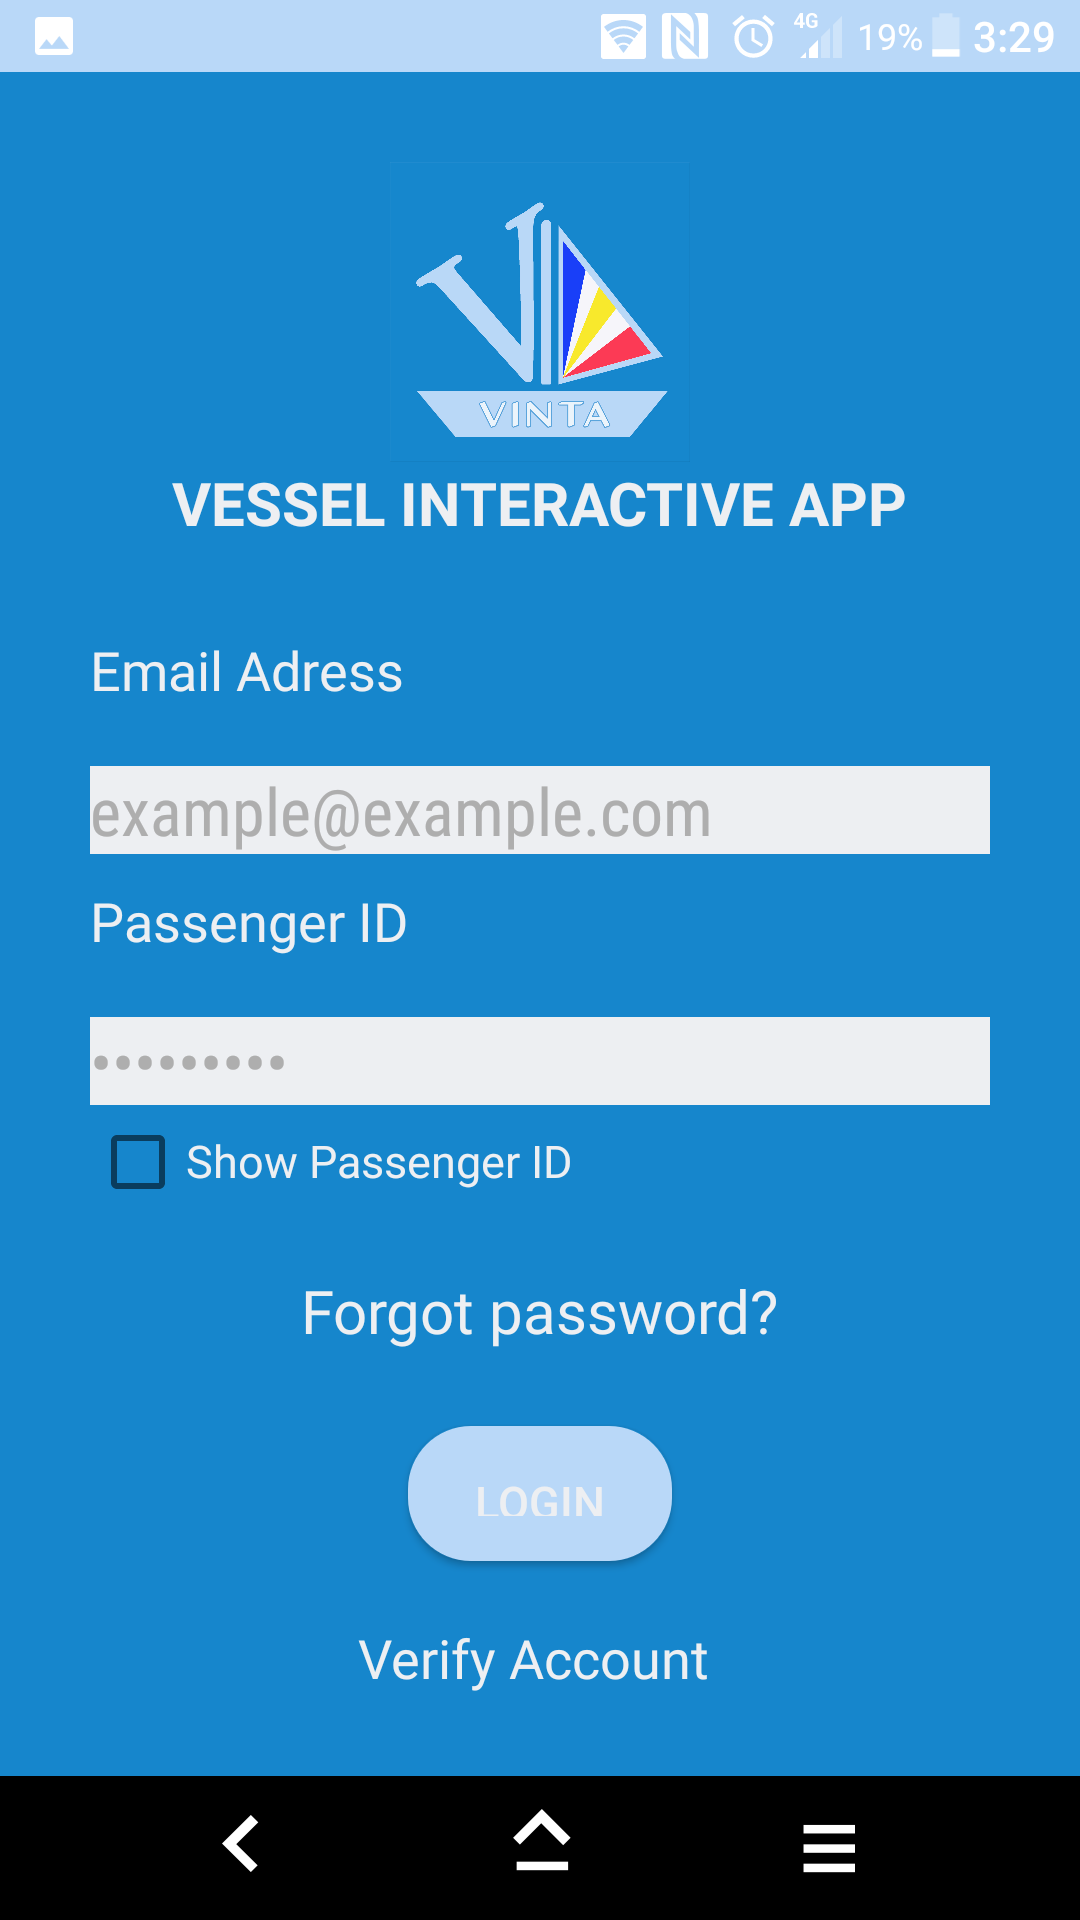 4G 19% 3:29
VINTA
VESSEL INTERACTIVE APP
Email Adress
example@example.com
Passenger ID
•••••••••
Show Passenger ID
Forgot password?
LOGIN
Verify Account